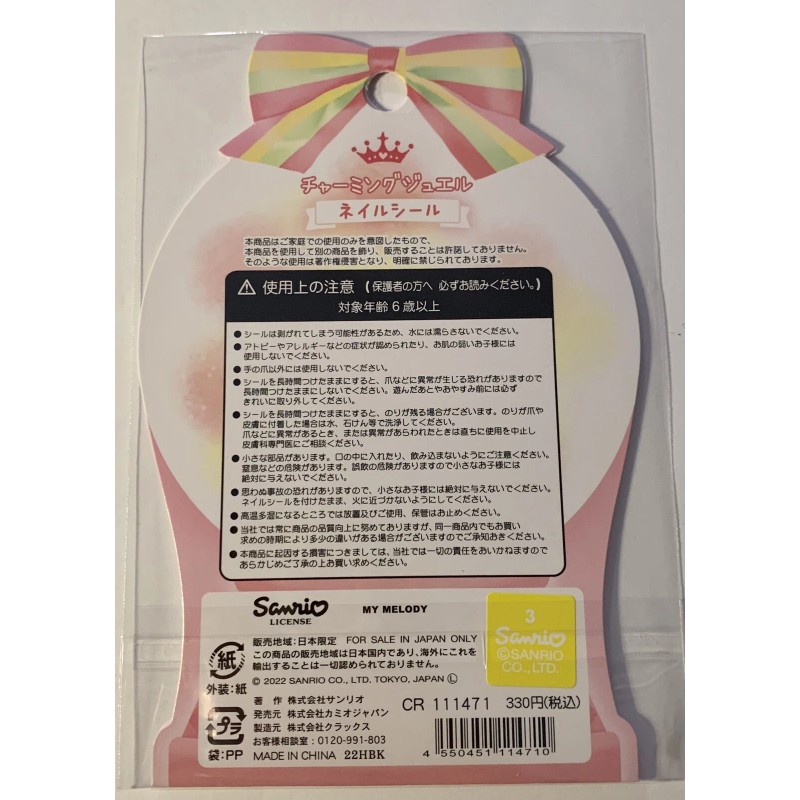 チャーミングジュエル
ネイルシール
本商品はご家庭での使用のみを意図したもので、
本商品を使用して別の商品を飾り、販売することは許諾しておりません。
そのような使用は著作権侵害となり、明確に禁じられております。
⚠ 使用上の注意 (保護者の方へ 必ずお読みください。)
対象年齢6歳以上
●シールは剥がれてしまう可能性があるため、水には濡らさないでください。
●アトピーやアレルギーなどの症状が認められたり、お肌の弱いお子様には
使用しないでください。
●手の爪以外には使用しないでください。
●シールを長時間つけたままにすると、爪などに異常が生じる恐れがありますので
長時間つけたままにしないでください。遊んだあとやおやすみ前には必ず
きれいに取り外してください。
●シールを長時間つけたままにすると、のりが残る場合がございます。のりが爪や
皮膚に付着した場合は水、石けん等で洗浄してください。
爪などに異常があるとき、または異常があらわれたときは直ちに使用を中止し
皮膚科専門医にご相談ください。
●小さな部品があります。口の中に入れたり、飲み込まないようにご注意ください。
窒息などの危険があります。誤飲の危険がありますので小さなお子様には
絶対に与えないでください。
●思わぬ事故の恐れがありますので、小さなお子様には絶対に与えないでください。
ネイルシールを付けたまま、火に近づかないようにしてください。
●高温多湿になるところでは放置及びご使用、保管はお止めください。
●当社では常に商品の品質向上に努めておりますが、同一商品内でもお買い
求めの時期により多少の違いがある場合がございますのでご承知おきください。
●本商品に起因する損害につきましては、当社では一切の責任をおいかねますので
あらかじめご了承の上お買い求めください。
Sanrio
LICENSE
MY MELODY
3
Sanrio
©SANRIO
CO., LTD.
販売地域:日本限定 FOR SALE IN JAPAN ONLY
この商品の販売地域は日本国内であり、海外にこれを
輸出することは一切認められておりません。
© 2022 SANRIO CO., LTD. TOKYO, JAPAN Ⓛ
紙
外装:紙
プラ
袋:PP
著 作 株式会社サンリオ
発売元 株式会社カミオジャパン
製造元 株式会社クラックス
お客様相談室:0120-991-803
MADE IN CHINA 22HBK
CR 111471 330円(税込)
4 550451 114710